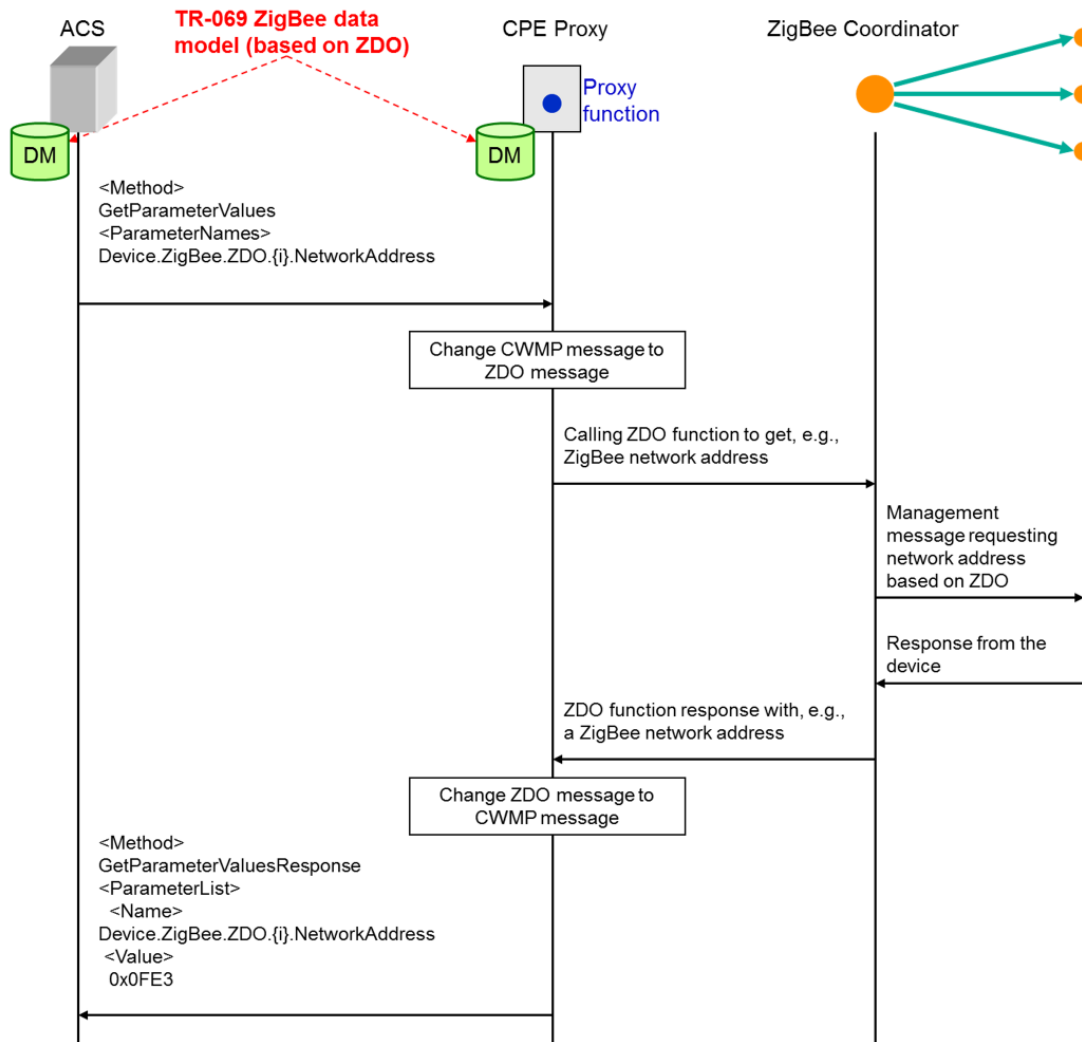 ACS
TR-069 ZigBee data
model (based on ZDO)
CPE Proxy
ZigBee Coordinator
Proxy
function
DM
DM
<Method>
GetParameterValues
<ParameterNames>
Device.ZigBee.ZDO.{i}.NetworkAddress
Change CWMP message to
ZDO message
Calling ZDO function to get, e.g.,
ZigBee network address
Management
message requesting
network address
based on ZDO
Response from the
device
ZDO function response with, e.g.,
a ZigBee network address
Change ZDO message to
CWMP message
<Method>
GetParameterValuesResponse
<ParameterList>
<Name>
Device.ZigBee.ZDO.{i}.NetworkAddress
<Value>
0x0FE3